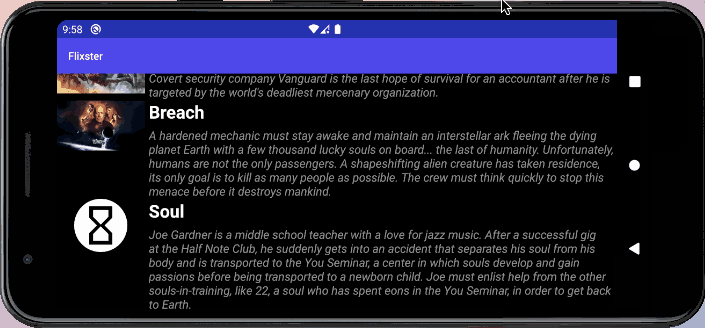 9:58
Flixster
Covert security company Vanguard is the last hope of survival for an accountant after he is
targeted by the world's deadliest mercenary organization.
Breach
A hardened mechanic must stay awake and maintain an interstellar ark fleeing the dying
planet Earth with a few thousand lucky souls on board... the last of humanity. Unfortunately,
humans are not the only passengers. A shapeshifting alien creature has taken residence,
its only goal is to kill as many people as possible. The crew must think quickly to stop this
menace before it destroys mankind.
Soul
Joe Gardner is a middle school teacher with a love for jazz music. After a successful gig
at the Half Note Club, he suddenly gets into an accident that separates his soul from his
body and is transported to the You Seminar, a center in which souls develop and gain
passions before being transported to a newborn child. Joe must enlist help from the other
souls-in-training, like 22, a soul who has spent eons in the You Seminar, in order to get back
to Earth.